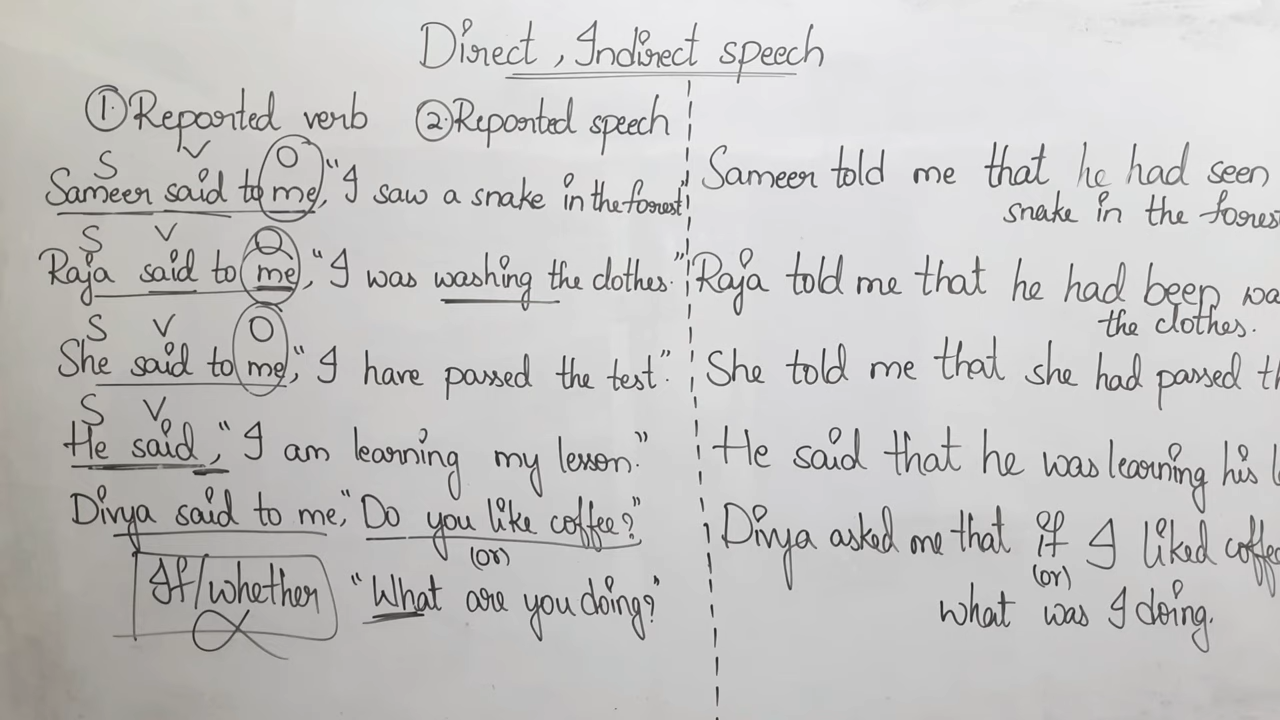 Direct, Indirect speech
① Reported verb ② Reported speech
S V O
Sameer said to me, "I saw a snake in the forest"
S V O
Raja said to me, "I was washing the clothes."
S V O
She said to me, "I have passed the test".
S V
He said, "I am learning my lesson."
Divya said to me, "Do you like coffee?"
(or)
If/whether "What are you doing?"
Sameer told me that he had seen
snake in the fores
Raja told me that he had been wa
the clothes.
She told me that she had passed th
He said that he was learning his
Divya asked me that if I liked coffe
(or)
what was I doing.